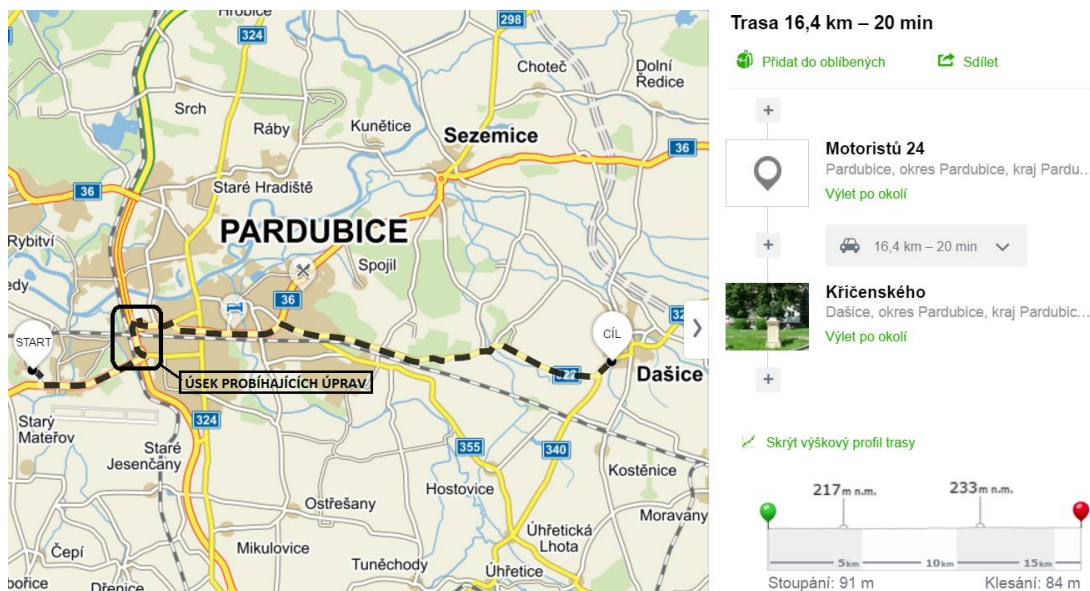 Hrobice
324
298
Choteč
Dolní
Ředice
Srch
Ráby
Kunětice
Sezemice
36
36
Staré Hradiště
PARDUBICE
Rybitví
Spojil
36
START
CÍL
322
Dašice
ÚSEK PROBÍHAJÍCÍCH ÚPRAV
Starý
Mateřov
324
Staré
Jesenčany
355
340
Kostěnice
Hostovice
Ostřešany
Moravany
Úhřetická
Lhota
Čepí
Mikulovice
Tuněchody
Úhřetice
Dřenice
Trasa 16,4 km – 20 min
Přidat do oblíbených
Sdílet
Motoristů 24
Pardubice, okres Pardubice, kraj Pardu...
Výlet po okolí
16,4 km – 20 min
Křičenského
Dašice, okres Pardubice, kraj Pardubic...
Výlet po okolí
Skrýt výškový profil trasy
217 m n.m.
233 m n.m.
5 km
10 km
15 km
Stoupání: 91 m
Klesání: 84 m